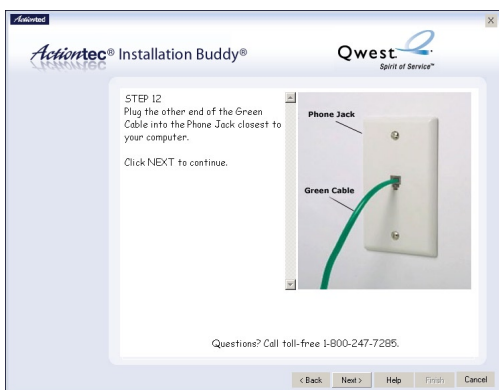 Actiontec
Actiontec® Installation Buddy®
Qwest
Spirit of Service™
STEP 12
Plug the other end of the Green
Cable into the Phone Jack closest to
your computer.
Click NEXT to continue.
Phone Jack
Green Cable
Questions? Call toll-free 1-800-247-7285.
< Back
Next >
Help
Finish
Cancel